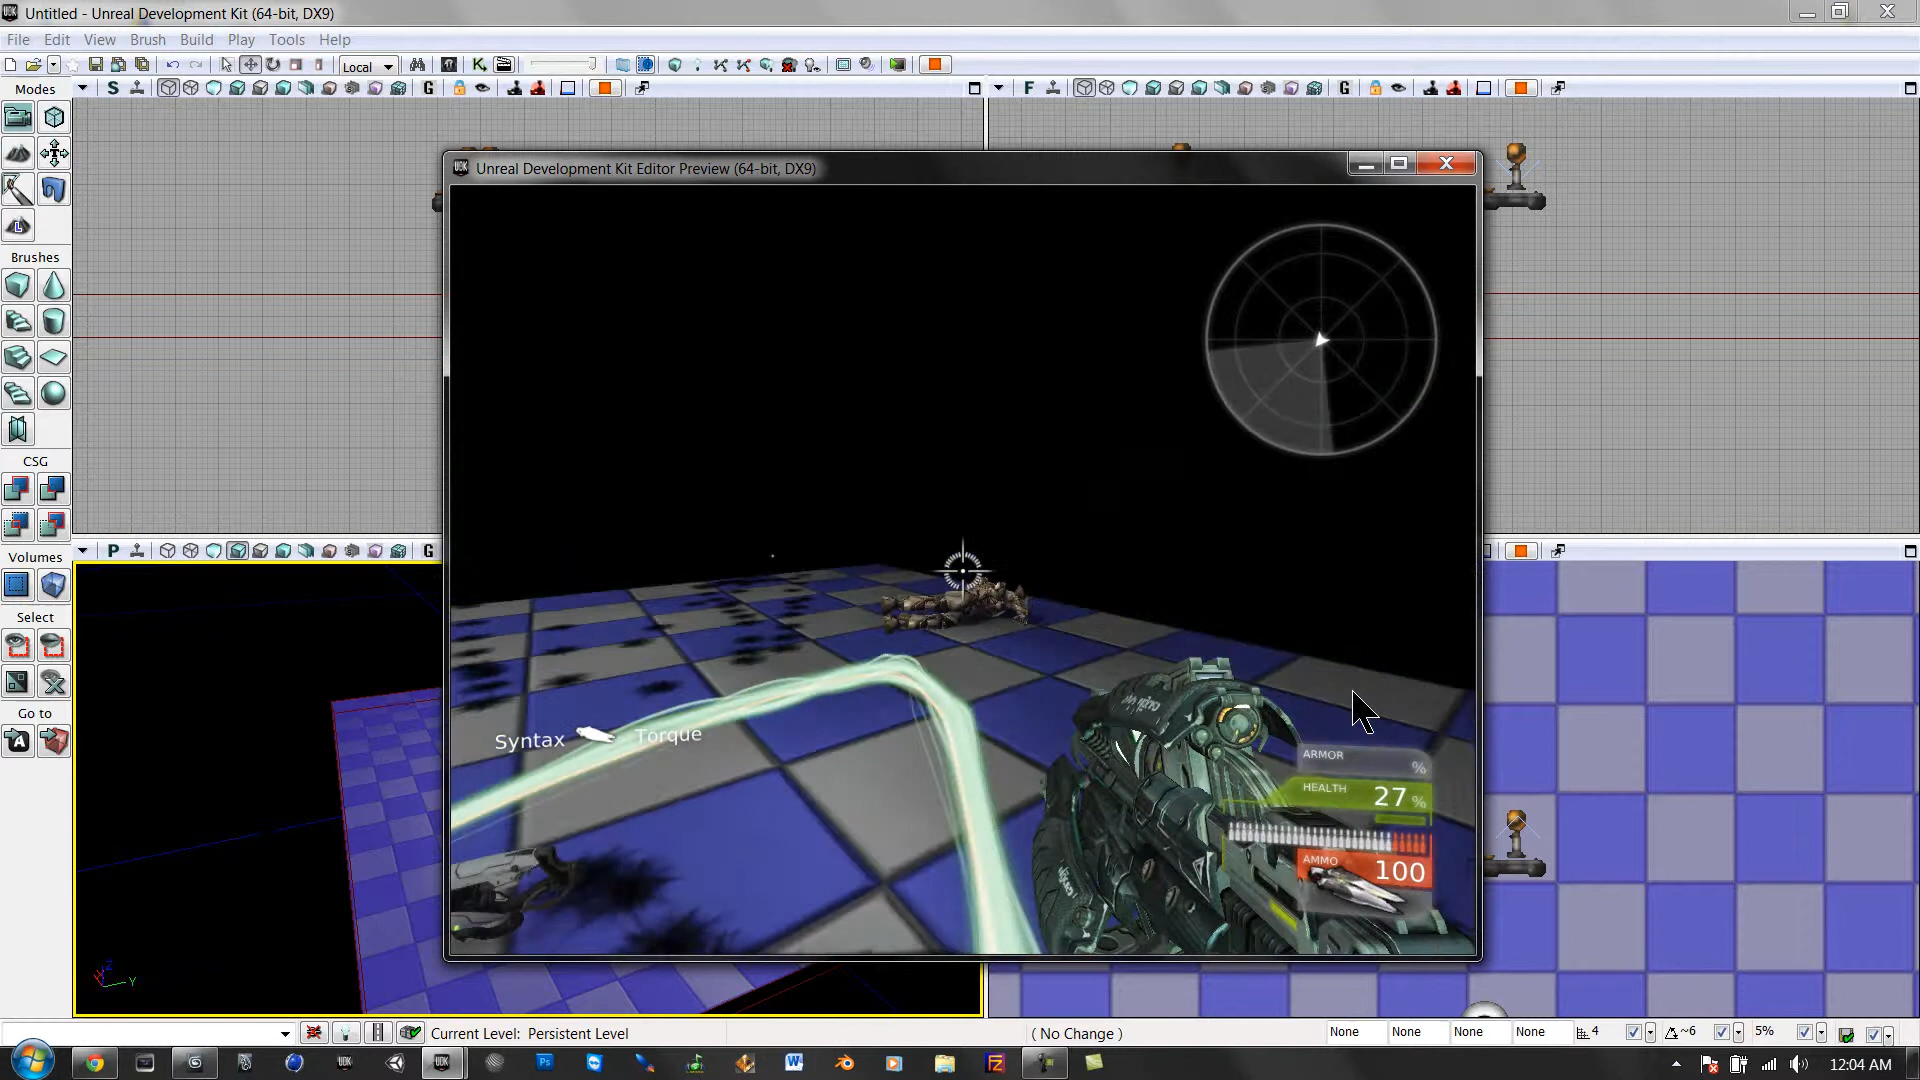 Untitled - Unreal Development Kit (64-bit, DX9)
File Edit View Brush Build Play Tools Help
Local
Modes
S G
F G
Unreal Development Kit Editor Preview (64-bit, DX9)
Brushes
CSG
Volumes
P G
Select
Go to
Syntax Torque
ARMOR
%
HEALTH 27 %
AMMO 100
Z
Y
Current Level: Persistent Level
( No Change )
None None None None 4 ~6 5%
12:04 AM